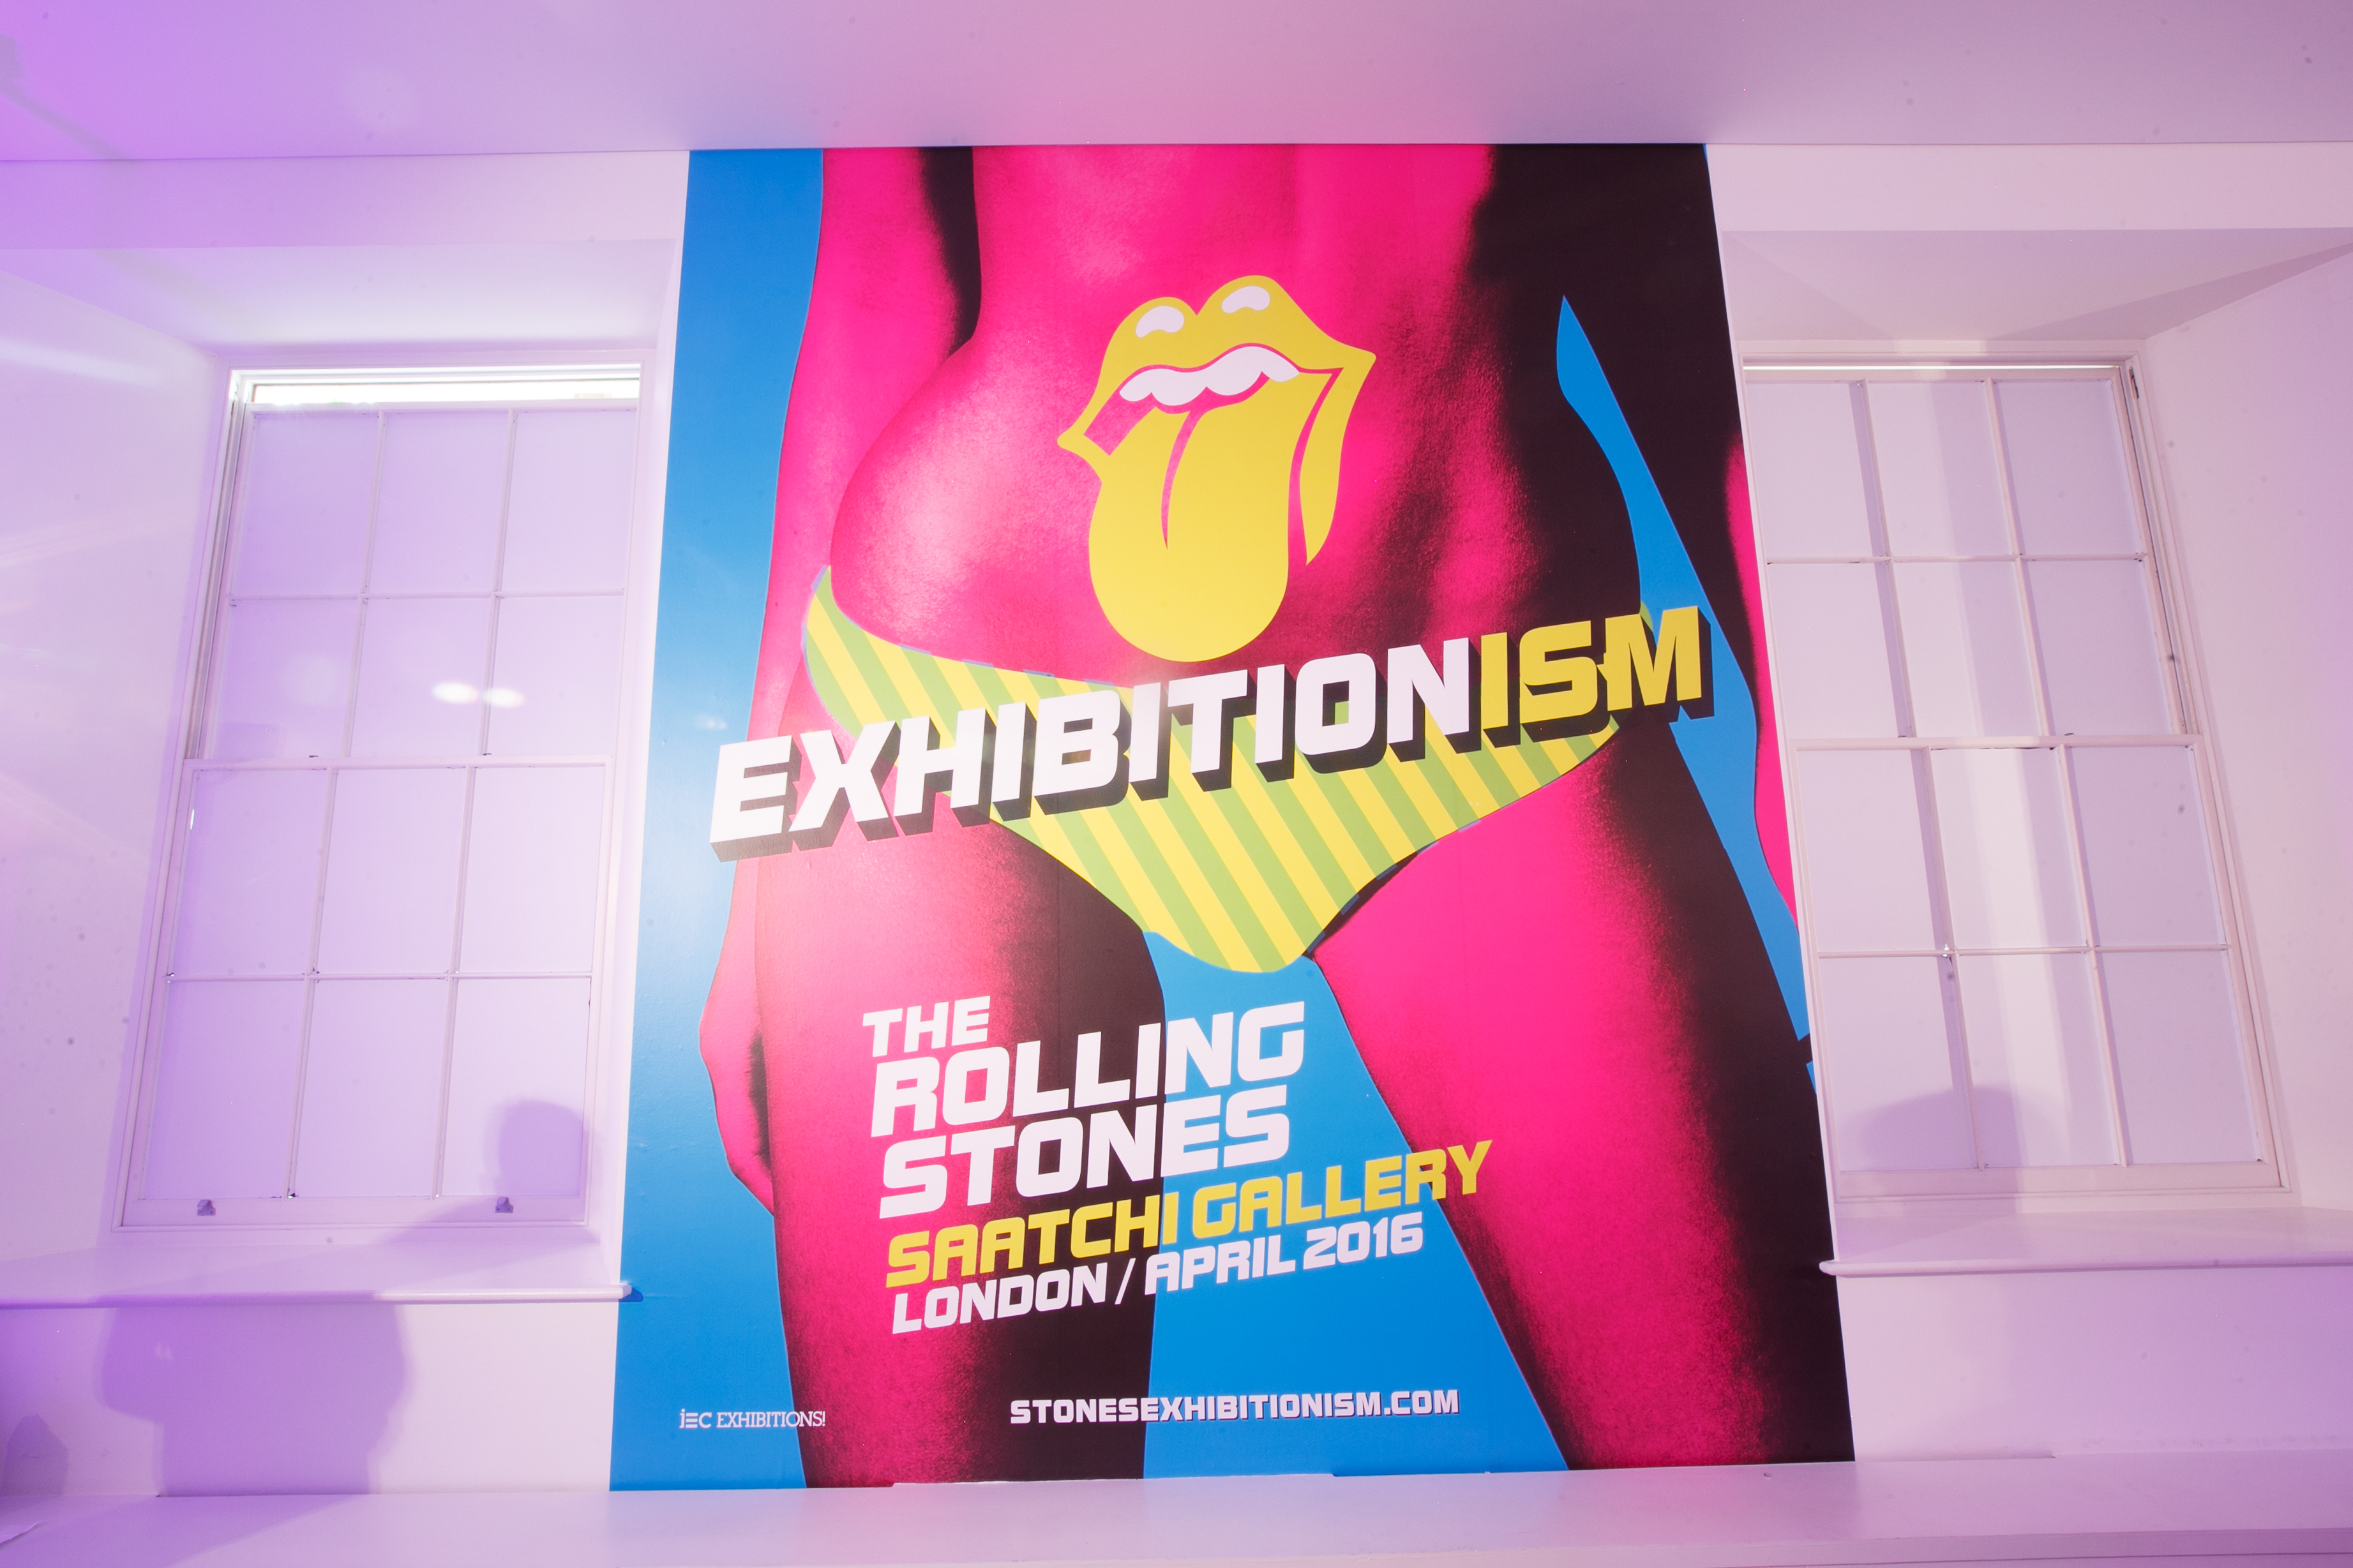 EXHIBITIONISM
THE
ROLLING
STONES
SAATCHI GALLERY
LONDON / APRIL 2016
STONESEXHIBITIONISM.COM
iEC EXHIBITIONS!